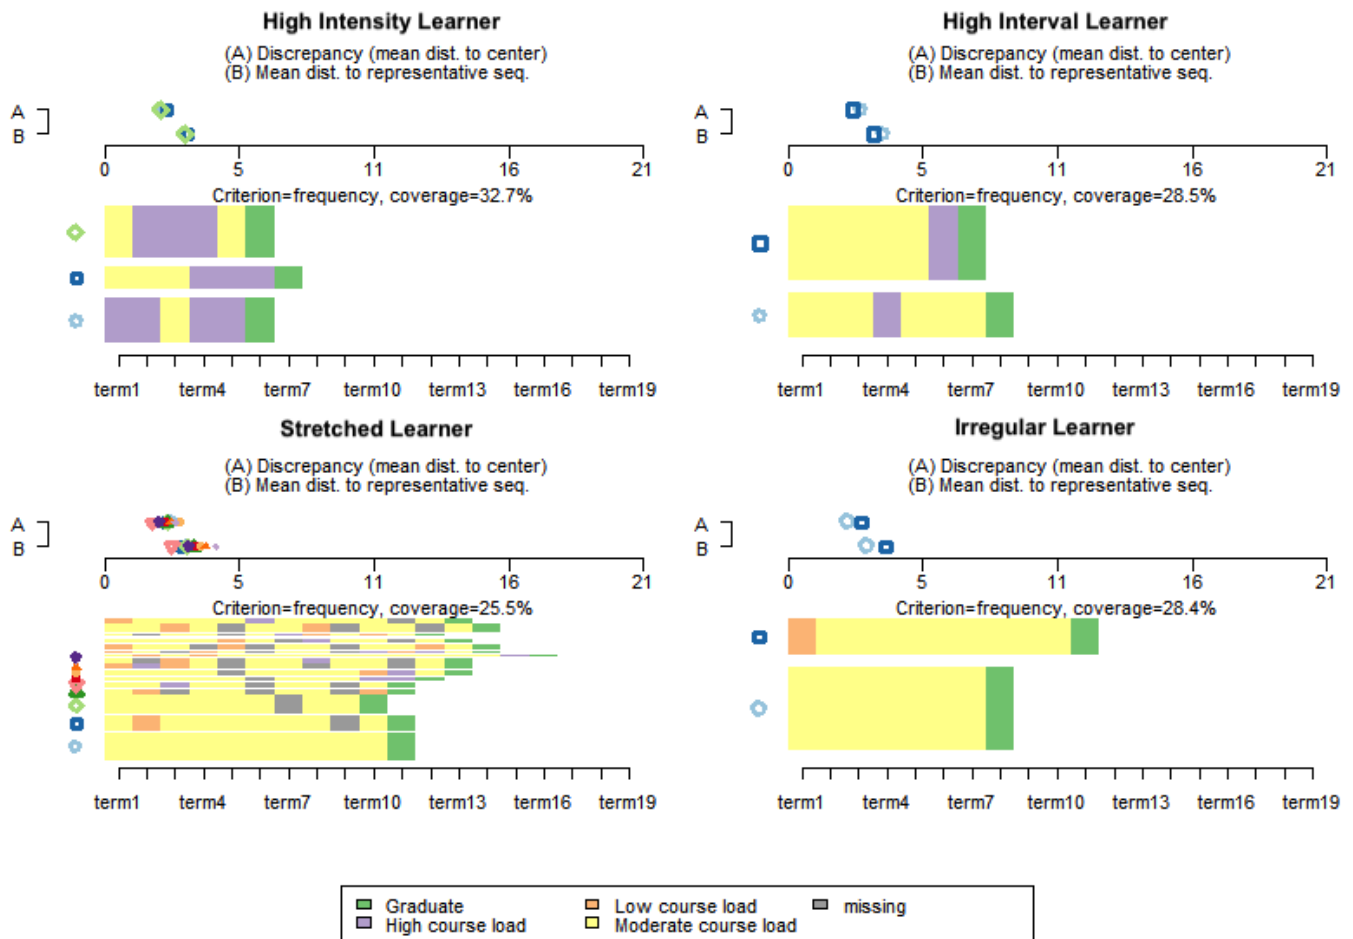 High Intensity Learner
(A) Discrepancy (mean dist. to center)
(B) Mean dist. to representative seq.
A
B
0 5 11 16 21
Criterion=frequency, coverage=32.7%
term1 term4 term7 term10 term13 term16 term19
High Interval Learner
(A) Discrepancy (mean dist. to center)
(B) Mean dist. to representative seq.
A
B
0 5 11 16 21
Criterion=frequency, coverage=28.5%
term1 term4 term7 term10 term13 term16 term19
Stretched Learner
(A) Discrepancy (mean dist. to center)
(B) Mean dist. to representative seq.
A
B
0 5 11 16 21
Criterion=frequency, coverage=25.5%
term1 term4 term7 term10 term13 term16 term19
Irregular Learner
(A) Discrepancy (mean dist. to center)
(B) Mean dist. to representative seq.
A
B
0 5 11 16 21
Criterion=frequency, coverage=28.4%
term1 term4 term7 term10 term13 term16 term19
Graduate Low course load missing
High course load Moderate course load